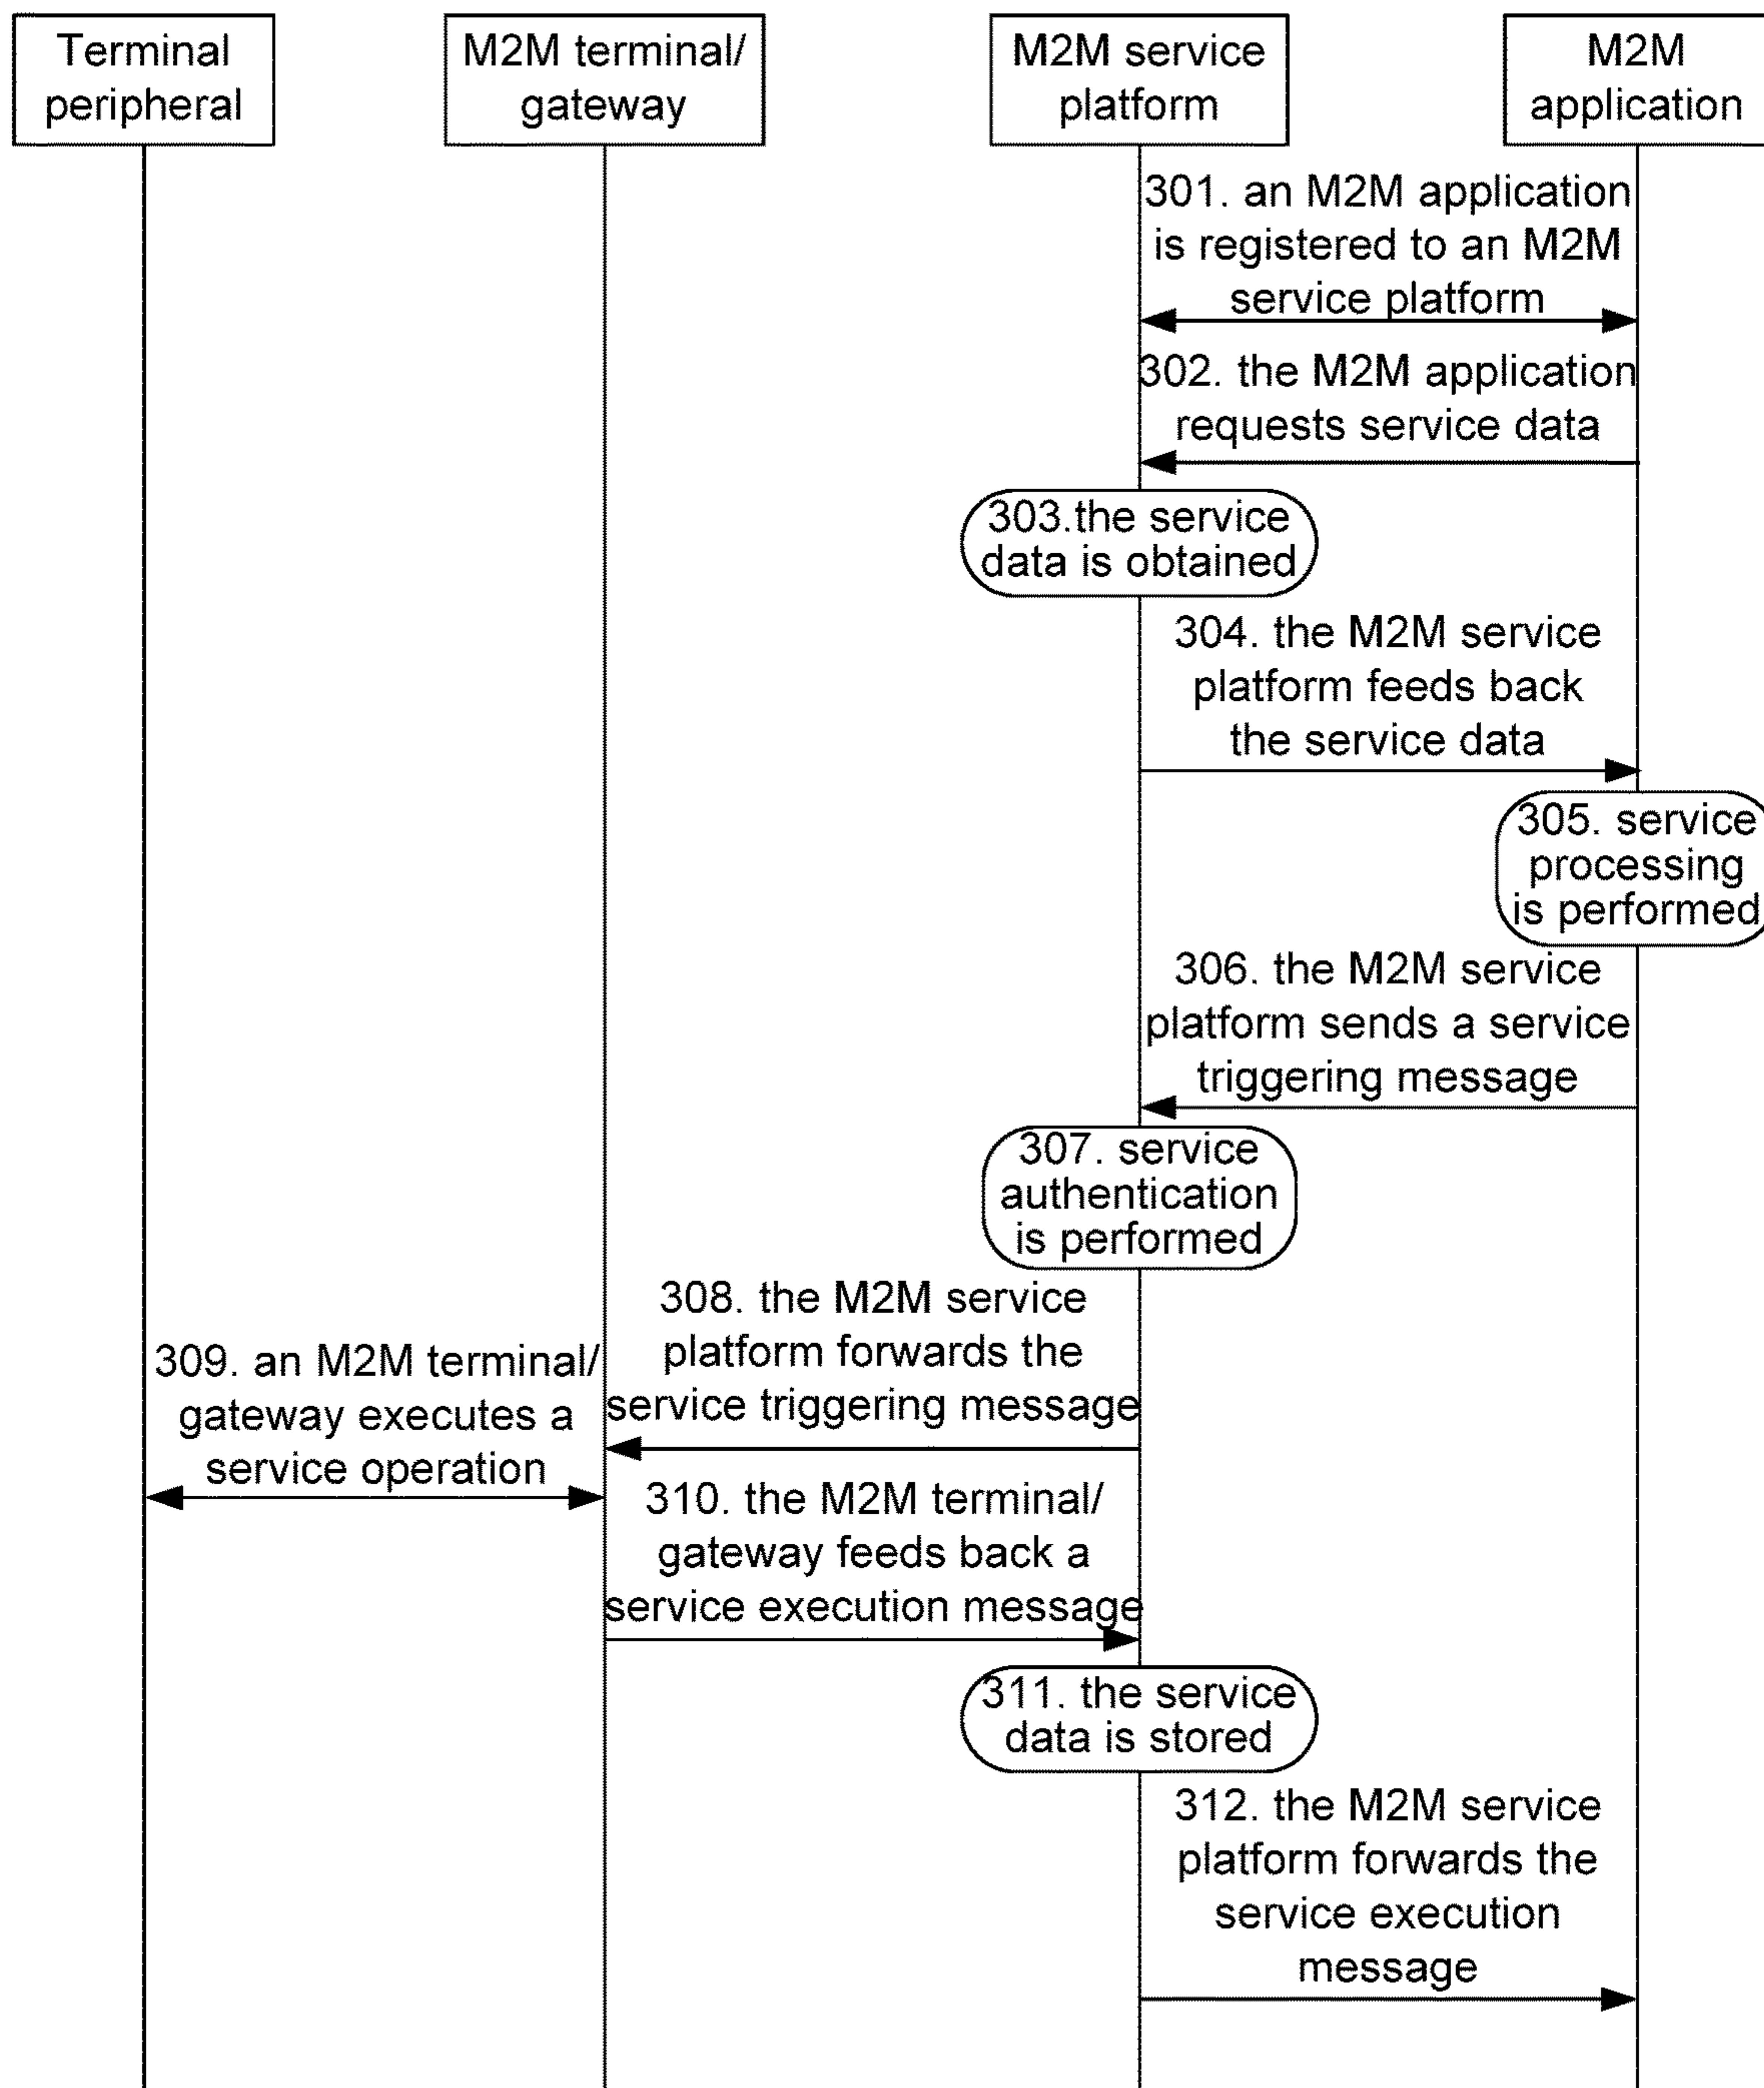 Terminal
peripheral
M2M terminal/
gateway
M2M service
platform
M2M
application
301. an M2M application
is registered to an M2M
service platform
302. the M2M application
requests service data
303.the service
data is obtained
304. the M2M service
platform feeds back
the service data
305. service
processing
is performed
306. the M2M service
platform sends a service
triggering message
307. service
authentication
is performed
308. the M2M service
platform forwards the
service triggering message
309. an M2M terminal/
gateway executes a
service operation
310. the M2M terminal/
gateway feeds back a
service execution message
311. the service
data is stored
312. the M2M service
platform forwards the
service execution
message